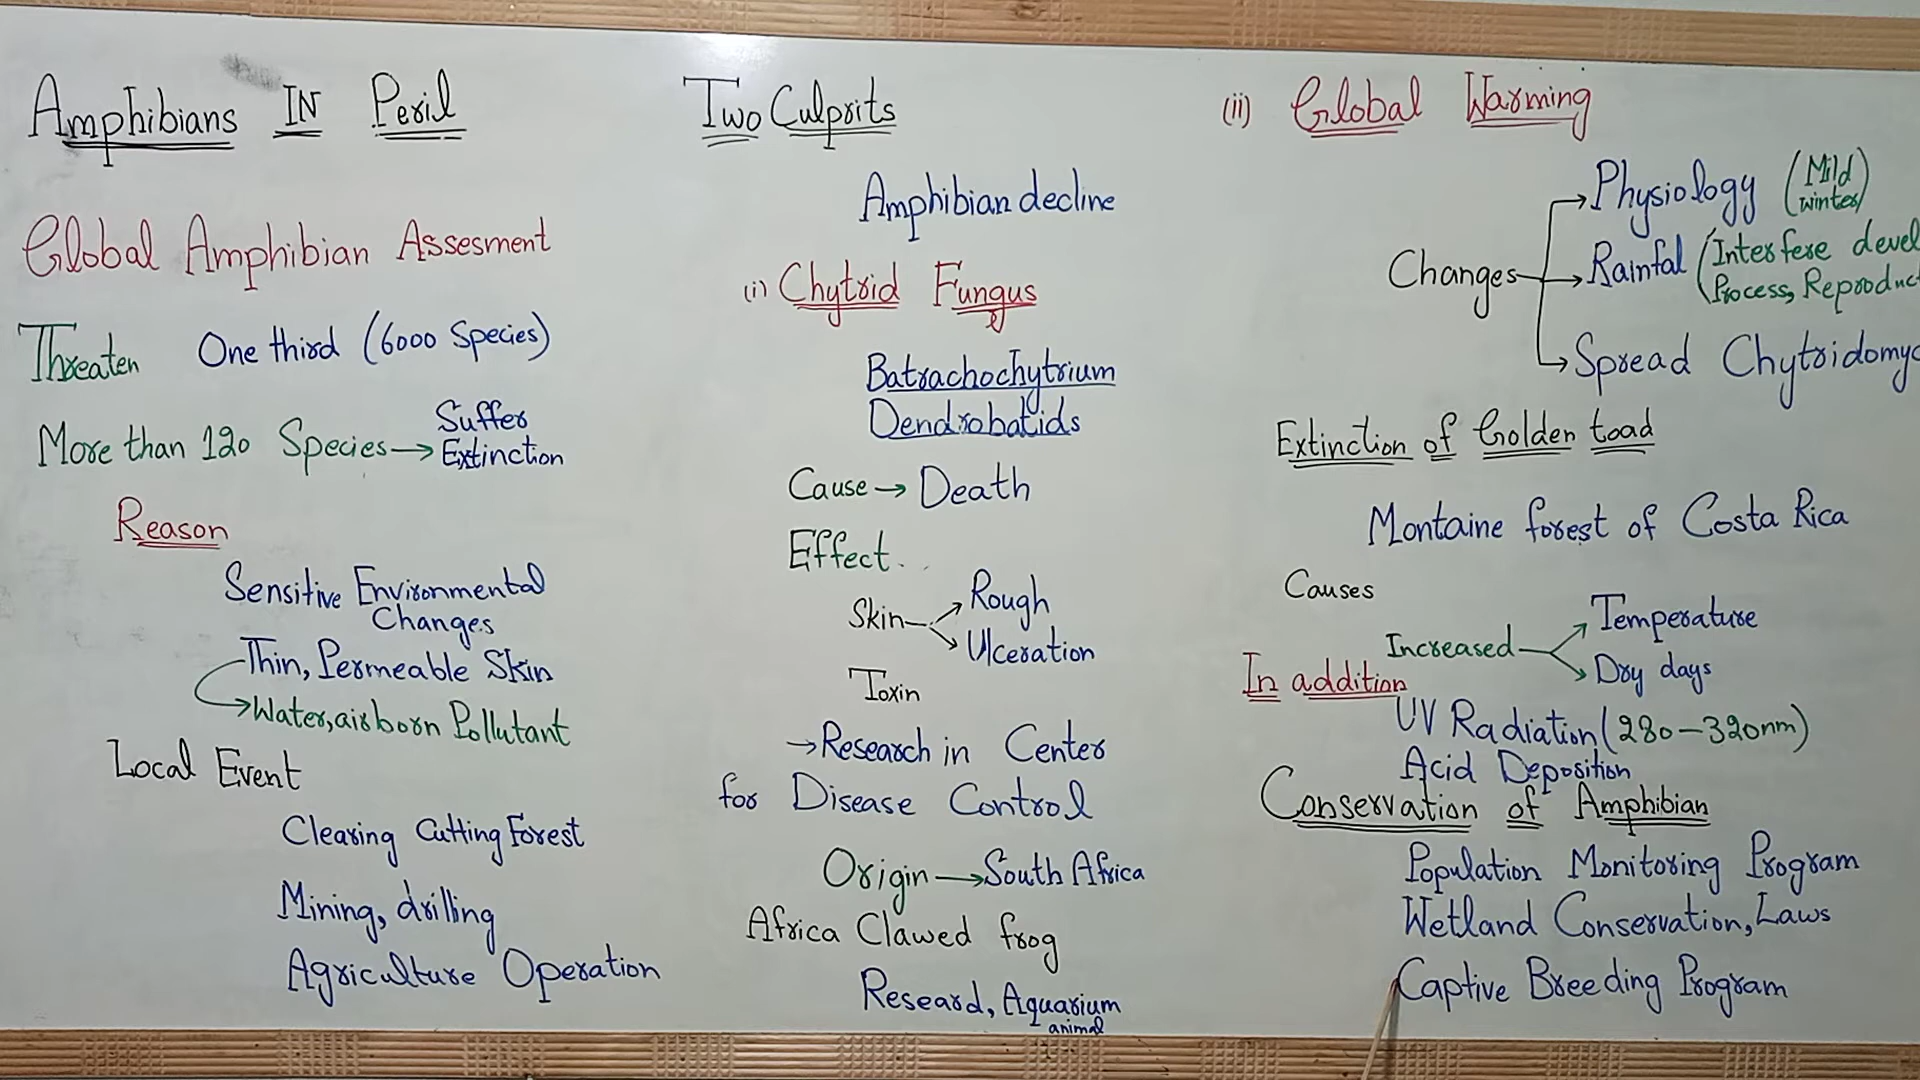 Amphibians IN Peril
Global Amphibian Assesment
Threaten One third (6000 Species)
More than 120 Species → Suffer
Extinction
Reason
Sensitive Environmental
Changes
Thin, Permeable Skin
→ Water, airborn Pollutant
Local Event
Clearing Cutting Forest
Mining, drilling
Agriculture Operation
Two Culprits
Amphibian decline
(i) Chytrid Fungus
Batrachochytrium
Dendrobatids
Cause → Death
Effect
Skin → Rough
→ Ulceration
Toxin
→ Research in Center
for Disease Control
Origin → South Africa
Africa Clawed frog
Researd, Aquarium
animal
(ii) Global Warming
Changes → Physiology (Mild
winter)
→ Rainfal (Interfere devel
Process, Reproduct
→ Spread Chytridomyc
Extinction of Golden toad
Montaine forest of Costa Rica
Causes
Increased → Temperature
→ Dry days
In addition
UV Radiation (280-320nm)
Acid Deposition
Conservation of Amphibian
Population Monitoring Program
Wetland Conservation, Laws
Captive Breeding Program